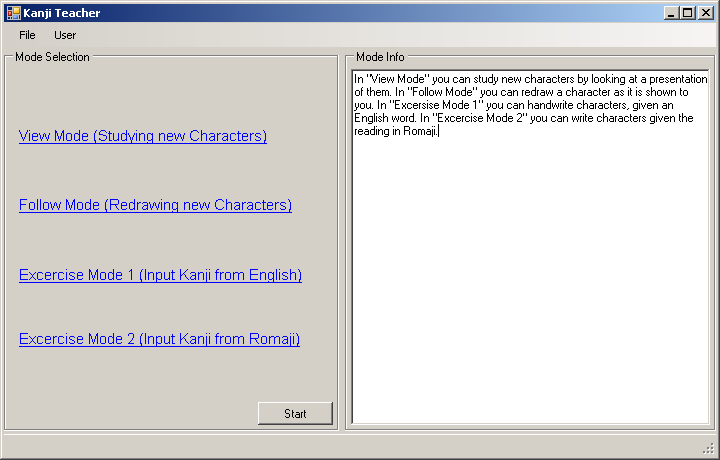 Kanji Teacher
File User
Mode Selection
View Mode (Studying new Characters)
Follow Mode (Redrawing new Characters)
Excercise Mode 1 (Input Kanji from English)
Excercise Mode 2 (Input Kanji from Romaji)
Start
Mode Info
In "View Mode" you can study new characters by looking at a presentation
of them. In "Follow Mode" you can redraw a character as it is shown to
you. In "Excersise Mode 1" you can handwrite characters, given an
English word. In "Excercise Mode 2" you can write characters given the
reading in Romaji.